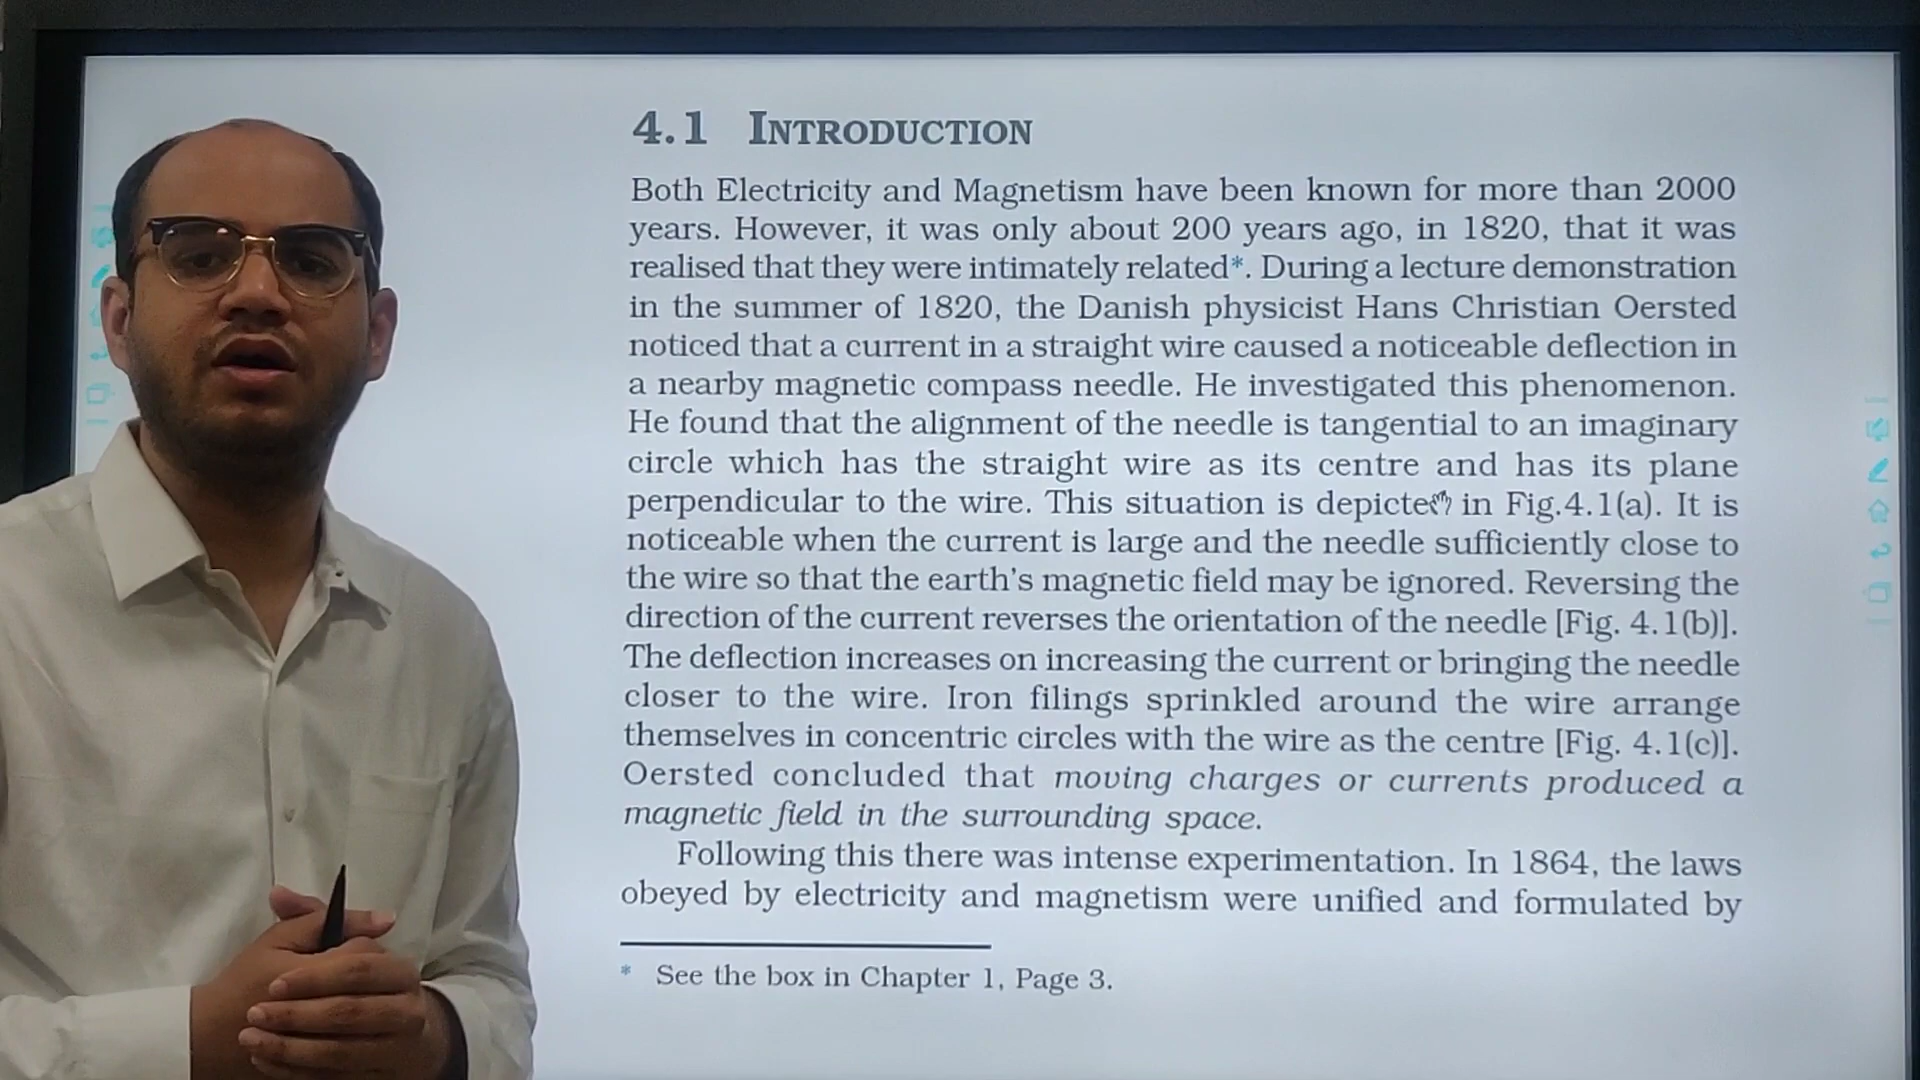 4.1 INTRODUCTION
Both Electricity and Magnetism have been known for more than 2000
years. However, it was only about 200 years ago, in 1820, that it was
realised that they were intimately related*. During a lecture demonstration
in the summer of 1820, the Danish physicist Hans Christian Oersted
noticed that a current in a straight wire caused a noticeable deflection in
a nearby magnetic compass needle. He investigated this phenomenon.
He found that the alignment of the needle is tangential to an imaginary
circle which has the straight wire as its centre and has its plane
perpendicular to the wire. This situation is depicted in Fig.4.1(a). It is
noticeable when the current is large and the needle sufficiently close to
the wire so that the earth's magnetic field may be ignored. Reversing the
direction of the current reverses the orientation of the needle [Fig. 4.1(b)].
The deflection increases on increasing the current or bringing the needle
closer to the wire. Iron filings sprinkled around the wire arrange
themselves in concentric circles with the wire as the centre [Fig. 4.1(c)].
Oersted concluded that moving charges or currents produced a
magnetic field in the surrounding space.
Following this there was intense experimentation. In 1864, the laws
obeyed by electricity and magnetism were unified and formulated by
* See the box in Chapter 1, Page 3.